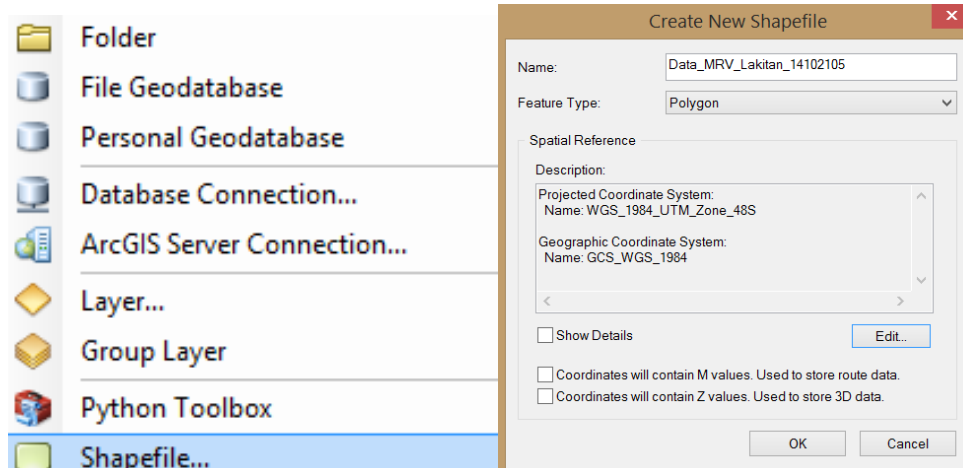 Folder
File Geodatabase
Personal Geodatabase
Database Connection...
ArcGIS Server Connection...
Layer...
Group Layer
Python Toolbox
Shapefile...
Create New Shapefile
Name:
Data_MRV_Lakitan_14102105
Feature Type:
Polygon
Spatial Reference
Description:
Projected Coordinate System:
Name: WGS_1984_UTM_Zone_48S
Geographic Coordinate System:
Name: GCS_WGS_1984
Show Details
Edit...
Coordinates will contain M values. Used to store route data.
Coordinates will contain Z values. Used to store 3D data.
OK
Cancel